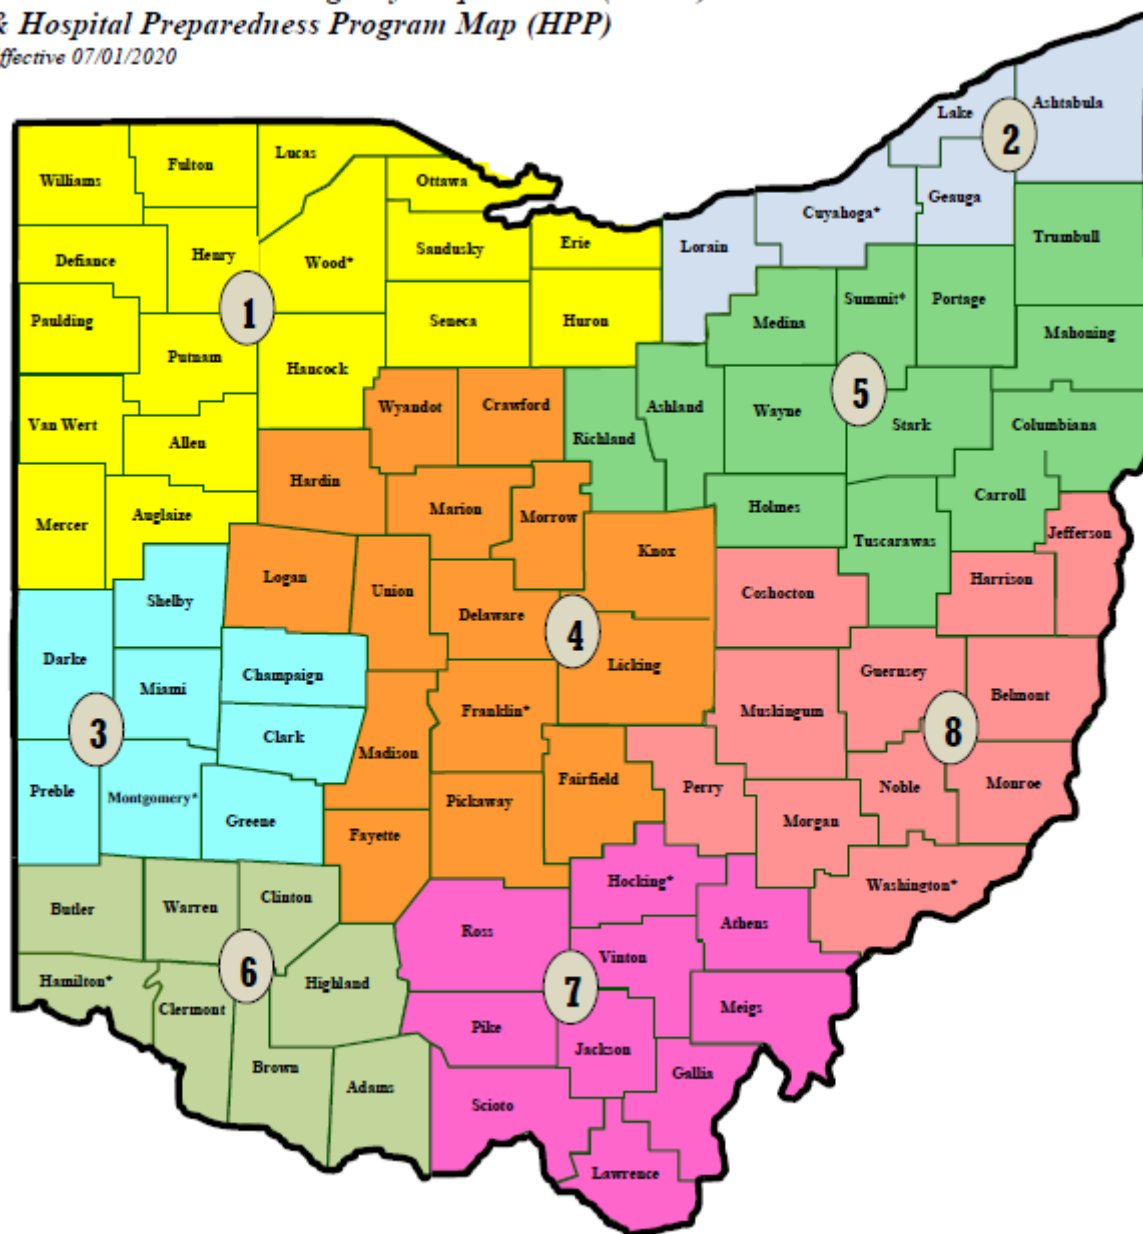 & Hospital Preparedness Program Map (HPP)
ffective 07/01/2020
Lake
Ashtabula
2
Lucas
Fulton
Williams
Ottawa
Geauga
Cuyahoga*
Trumbull
Henry
Erie
Lorain
Sandusky
Defiance
Wood*
Summit*
Portage
1
Paulding
Seneca
Huron
Medina
Mahoning
Putnam
Hancock
5
Wyandot
Crawford
Ashland
Wayne
Van Wert
Richland
Stark
Columbiana
Allen
Hardin
Carroll
Marion
Morrow
Holmes
Auglaize
Mercer
Jefferson
Tuscarawas
Knox
Logan
Harrison
Union
Coshocton
Shelby
Delaware
4
Darke
Licking
Guernsey
Champaign
Miami
Belmont
Franklin*
Muskingum
3
Clark
8
Madison
Fairfield
Monroe
Preble
Perry
Noble
Montgomery*
Pickaway
Greene
Morgan
Fayette
Hocking*
Washington*
Clinton
Butler
Warren
Athens
Ross
Vinton
6
Hamilton*
Highland
7
Clermont
Meigs
Pike
Jackson
Brown
Gallia
Adams
Scioto
Lawrence